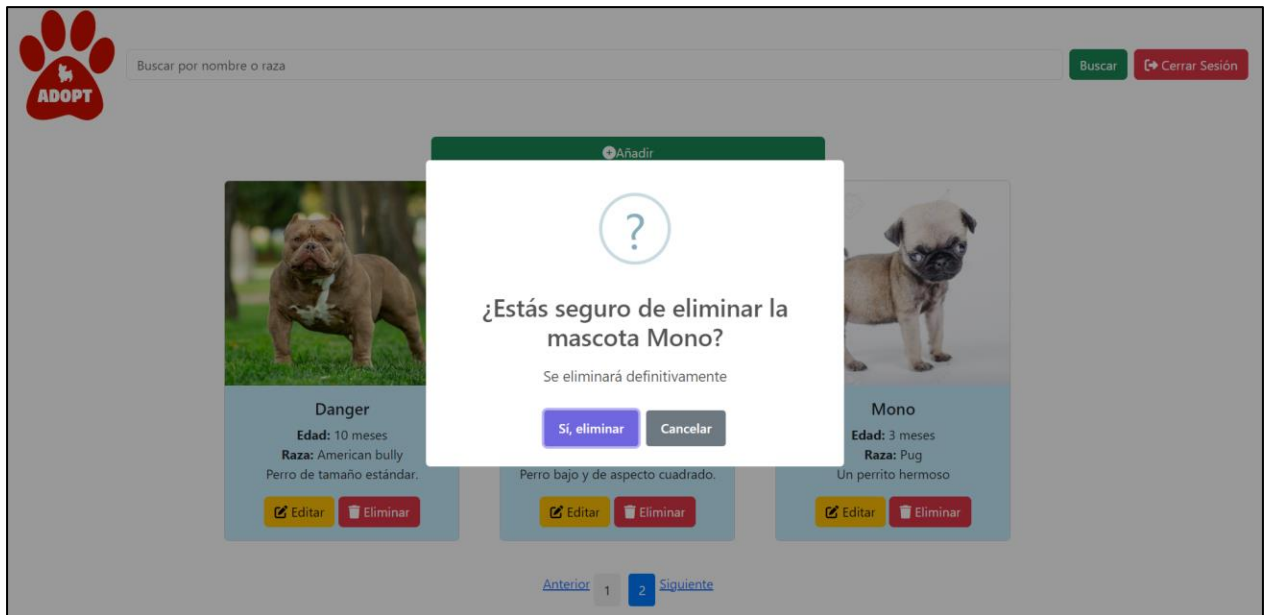 ADOPT
Buscar por nombre o raza
Buscar
Cerrar Sesión
Añadir
?
¿Estás seguro de eliminar la
mascota Mono?
Se eliminará definitivamente
Sí, eliminar
Cancelar
Danger
Edad: 10 meses
Raza: American bully
Perro de tamaño estándar.
Editar
Eliminar
Perro bajo y de aspecto cuadrado.
Editar
Eliminar
Mono
Edad: 3 meses
Raza: Pug
Un perrito hermoso
Editar
Eliminar
Anterior 1 2 Siguiente